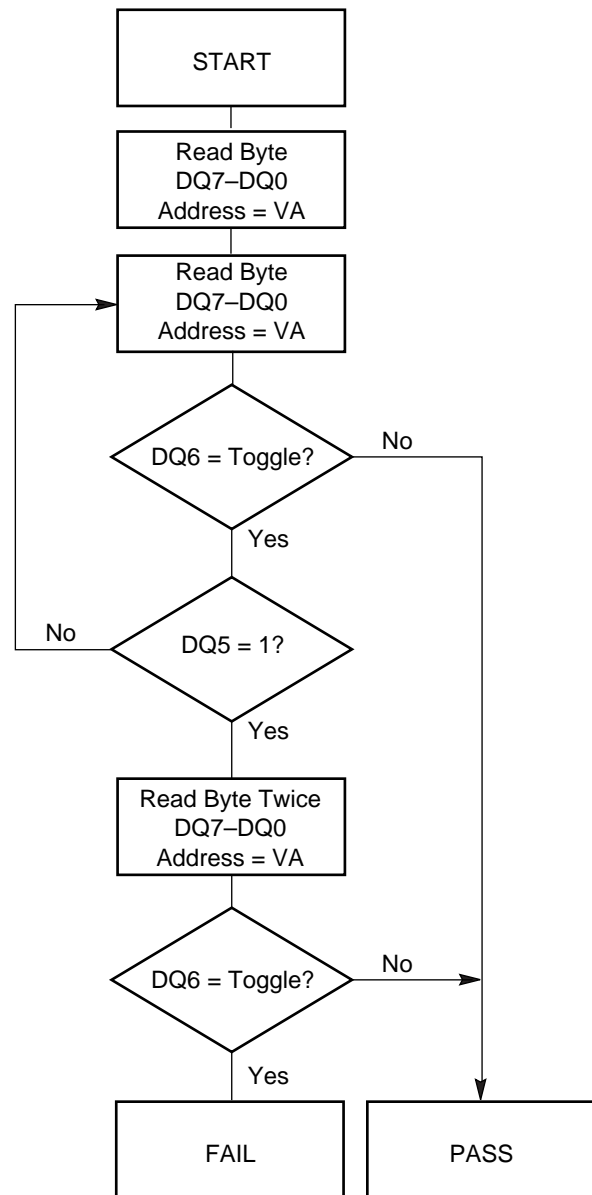 START
Read Byte
DQ7–DQ0
Address = VA
Read Byte
DQ7–DQ0
Address = VA
DQ6 = Toggle?
No
Yes
No
DQ5 = 1?
Yes
Read Byte Twice
DQ7–DQ0
Address = VA
DQ6 = Toggle?
No
Yes
FAIL
PASS